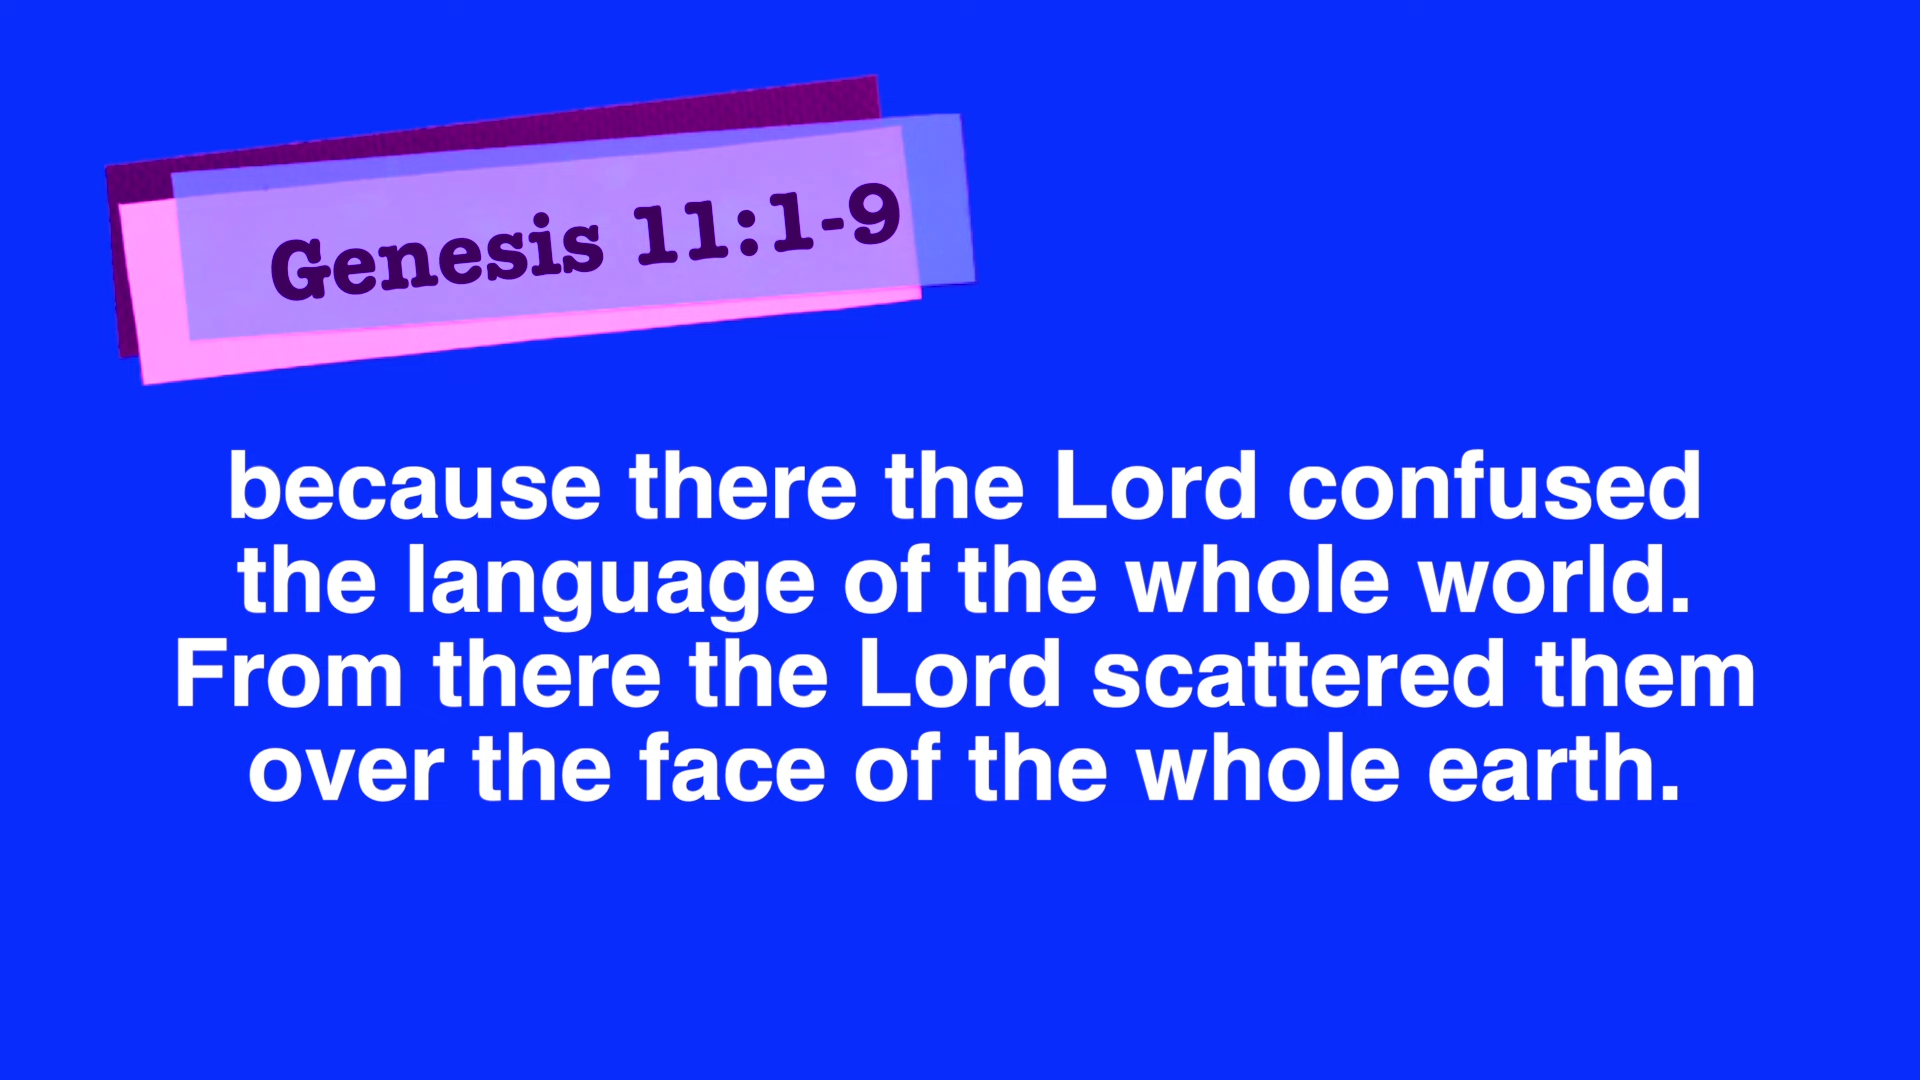 Genesis 11:1-9
because there the Lord confused
the language of the whole world.
From there the Lord scattered them
over the face of the whole earth.